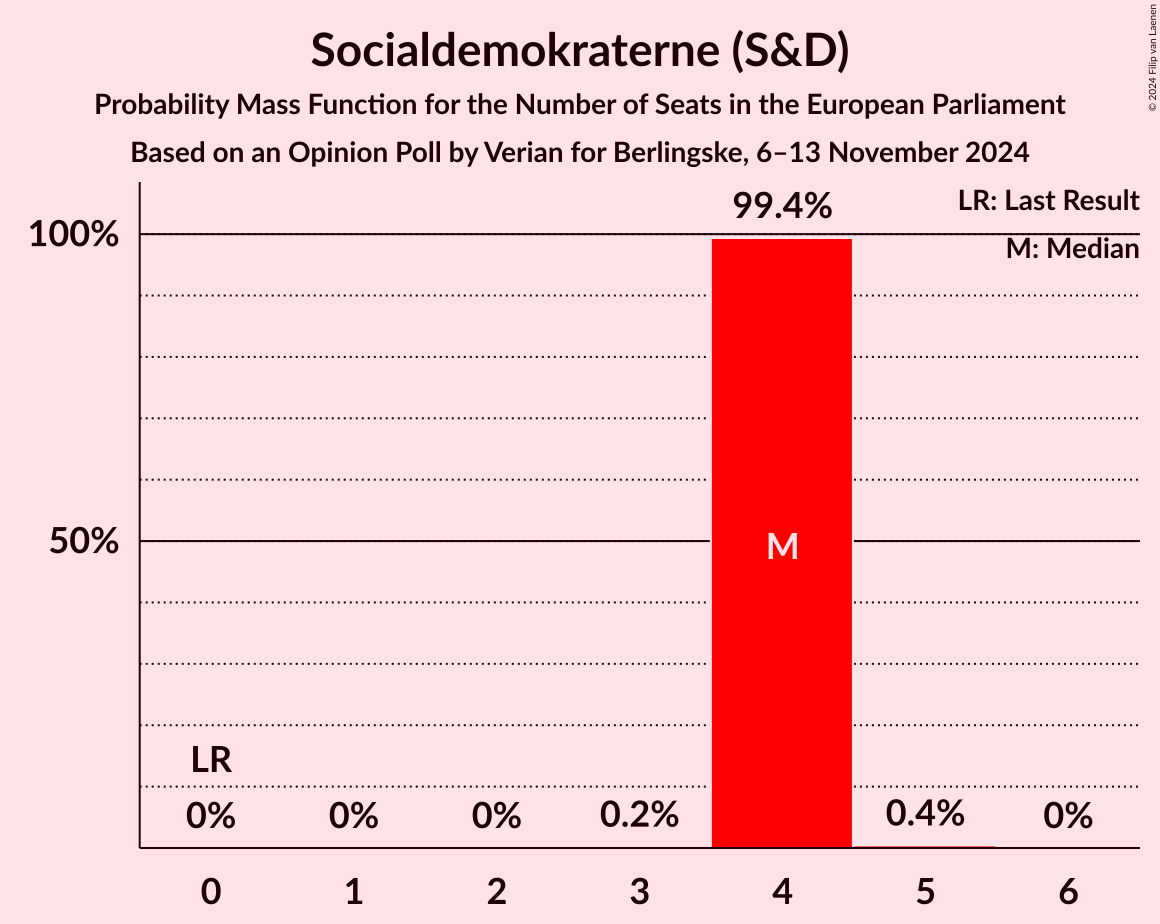 Socialdemokraterne (S&D)
Probability Mass Function for the Number of Seats in the European Parliament
Based on an Opinion Poll by Verian for Berlingske, 6–13 November 2024
© 2024 Filip van Laenen
LR: Last Result
M: Median
99.4%
100%
50%
M
LR
0%
0%
0%
0.2%
0.4%
0%
0
1
2
3
4
5
6